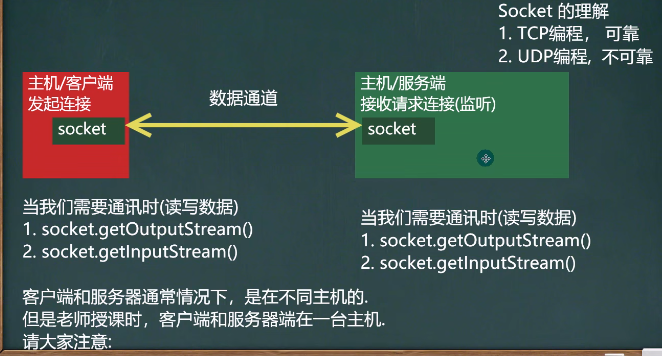 Socket 的理解
1. TCP编程， 可靠
2. UDP编程, 不可靠
主机/客户端
发起连接
socket
数据通道
主机/服务端
接收请求连接(监听)
socket
当我们需要通讯时(读写数据)
1. socket.getOutputStream()
2. socket.getInputStream()
当我们需要通讯时(读写数据)
1. socket.getOutputStream()
2. socket.getInputStream()
客户端和服务器通常情况下，是在不同主机的.
但是老师授课时，客户端和服务器端在一台主机.
请大家注意: